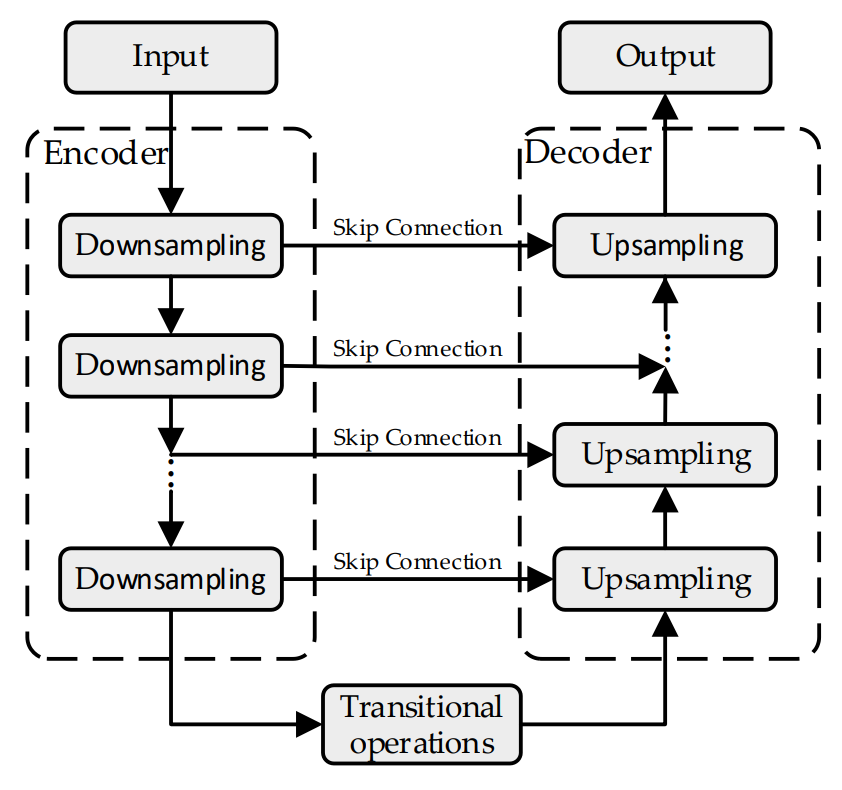 Input
Output
Encoder
Decoder
Downsampling
Skip Connection
Upsampling
Downsampling
Skip Connection
Skip Connection
Upsampling
Downsampling
Skip Connection
Upsampling
Transitional
operations